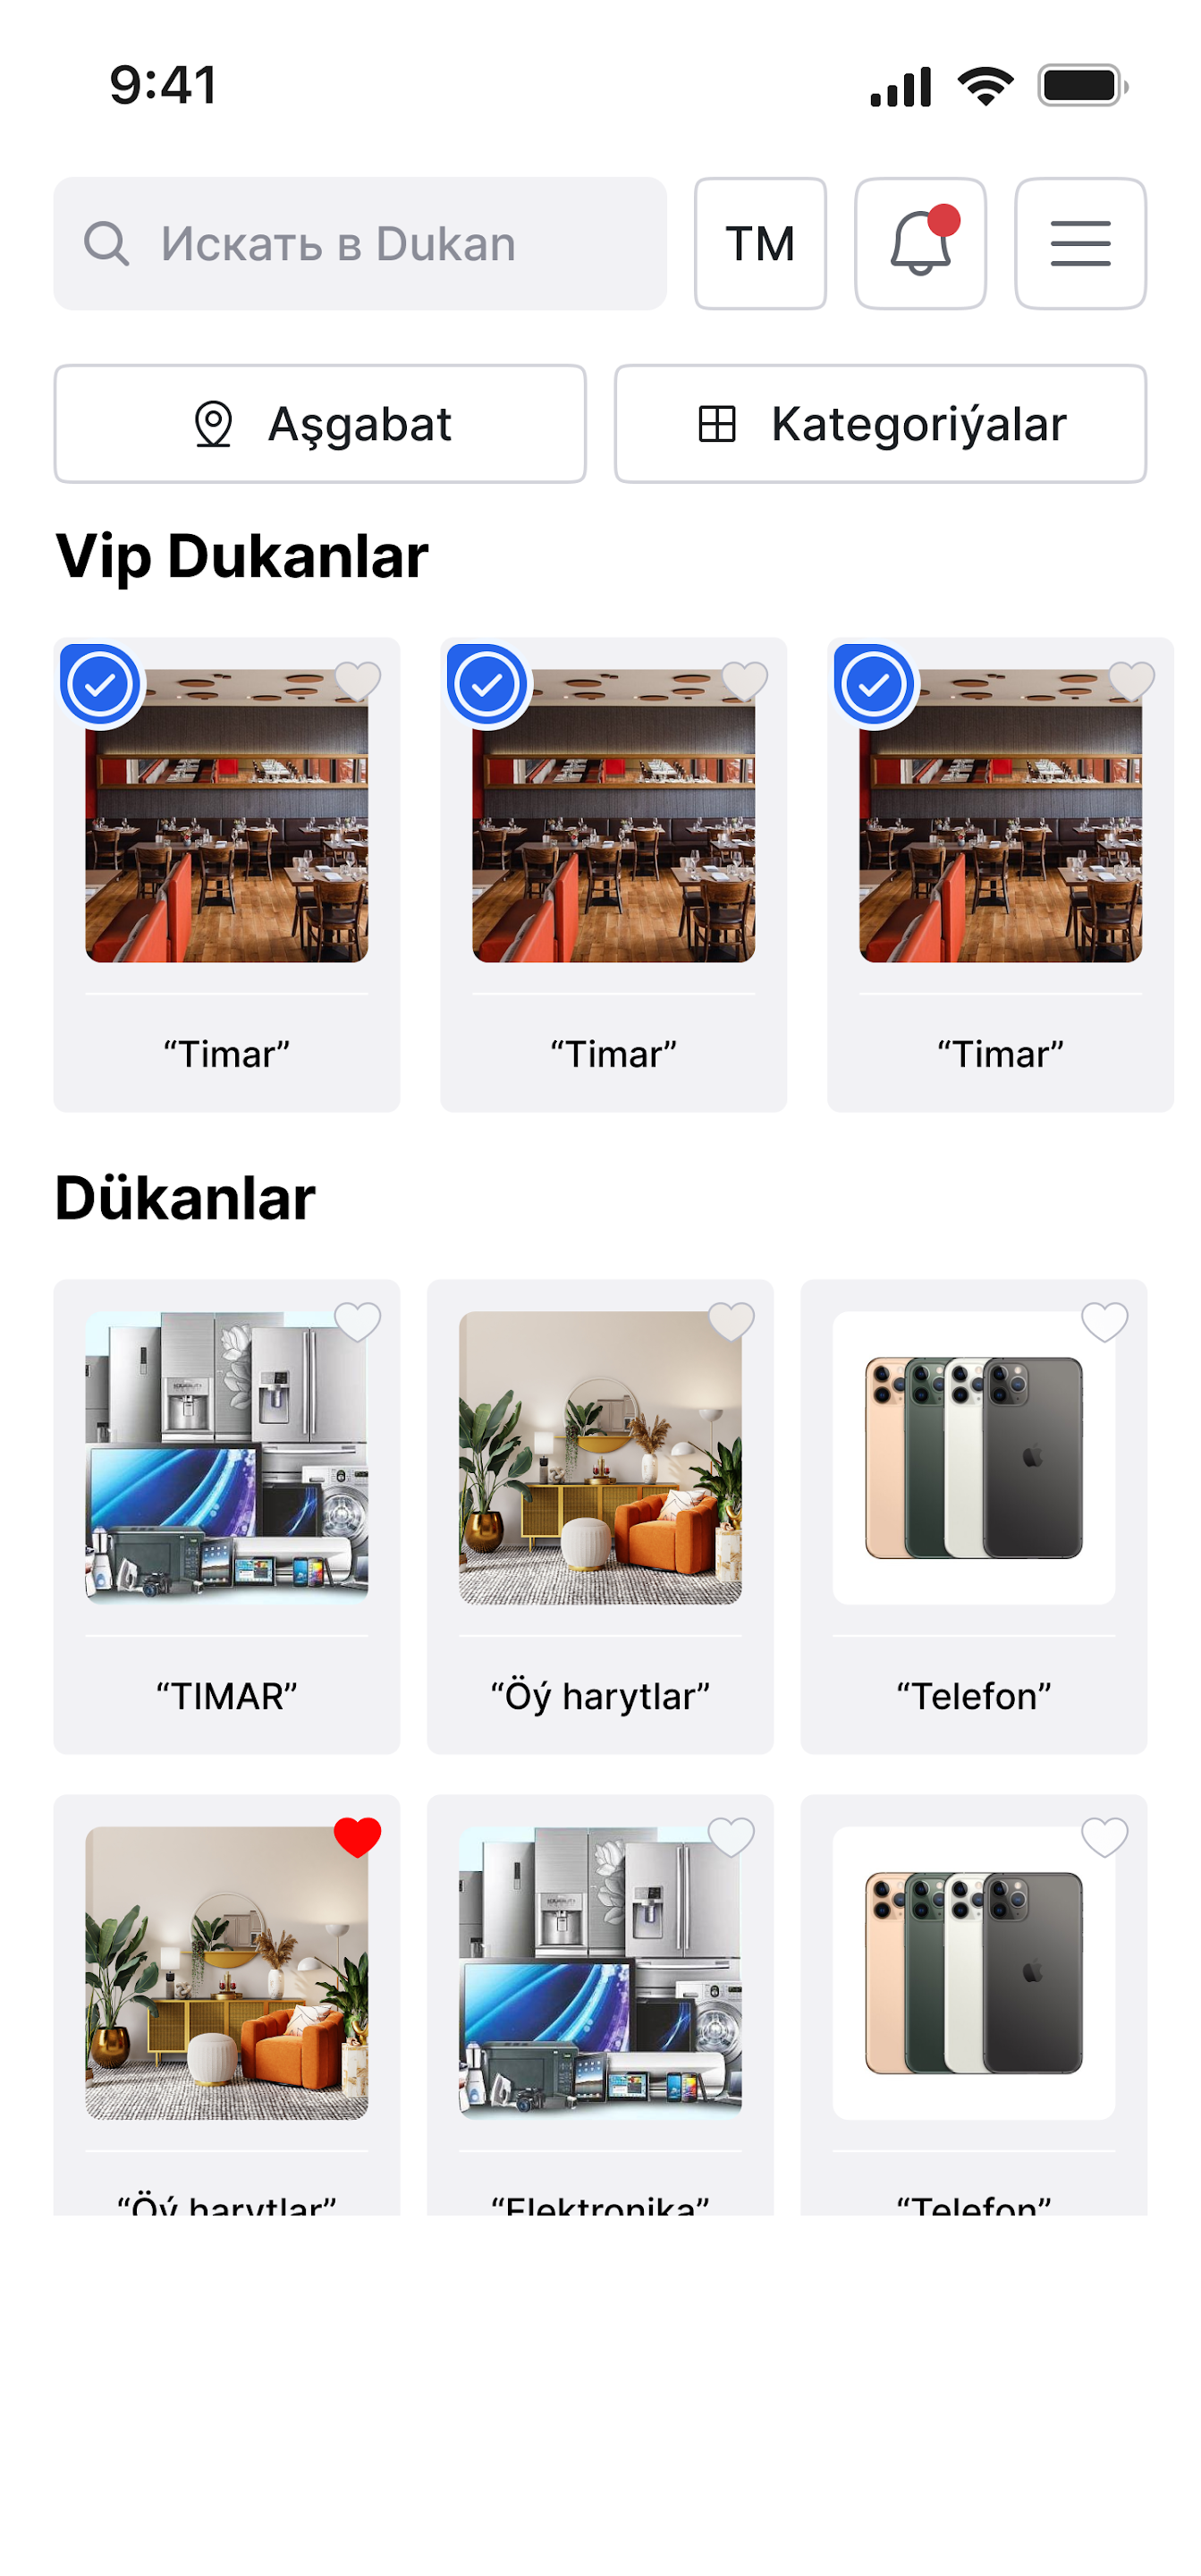 9:41
Искать в Dukan
TM
Aşgabat
Kategoriýalar
Vip Dukanlar
“Timar” “Timar” “Timar”
Dükanlar
“TIMAR” “Öý harytlar” “Telefon”
“Öý harytlar” “Elektronika” “Telefon”